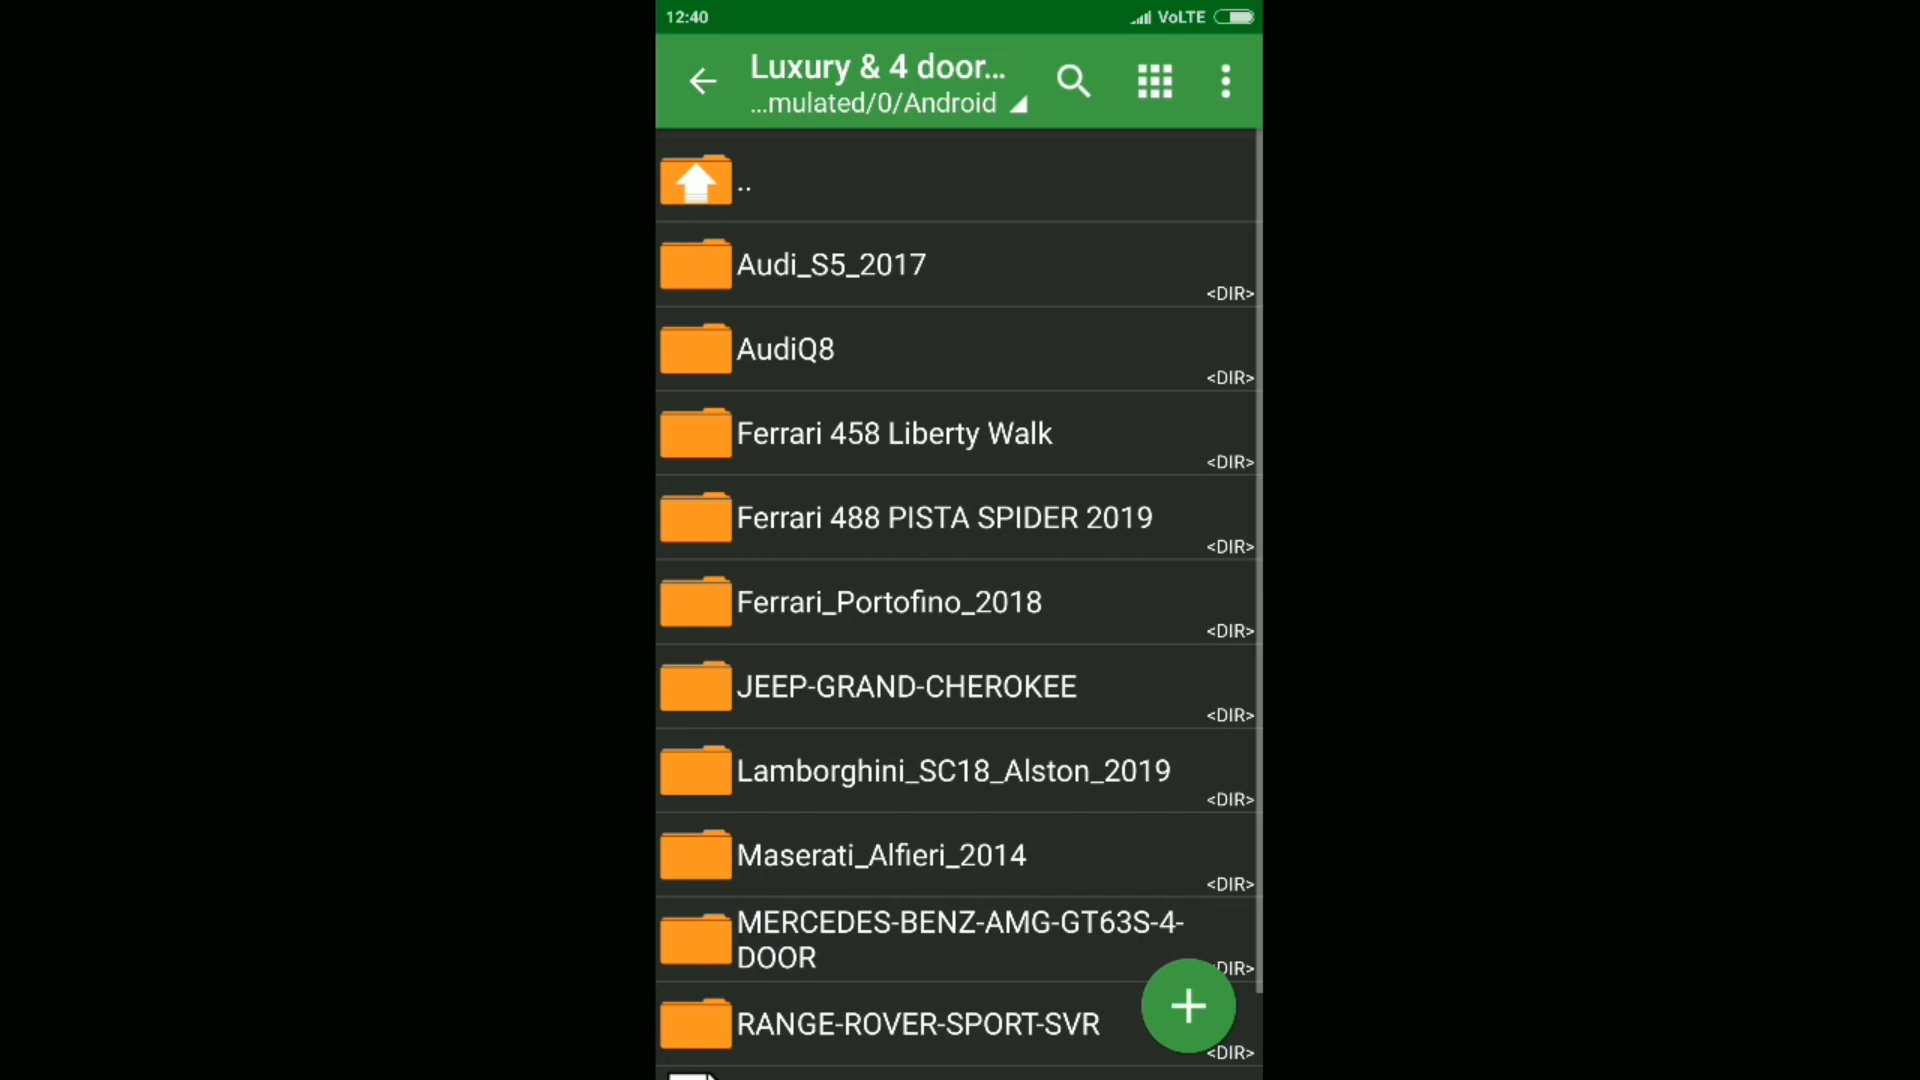 12:40
VoLTE
Luxury & 4 door...
...mulated/0/Android
..
Audi_S5_2017
<DIR>
AudiQ8
<DIR>
Ferrari 458 Liberty Walk
<DIR>
Ferrari 488 PISTA SPIDER 2019
<DIR>
Ferrari_Portofino_2018
<DIR>
JEEP-GRAND-CHEROKEE
<DIR>
Lamborghini_SC18_Alston_2019
<DIR>
Maserati_Alfieri_2014
<DIR>
MERCEDES-BENZ-AMG-GT63S-4-
DOOR
DIR>
RANGE-ROVER-SPORT-SVR
<DIR>